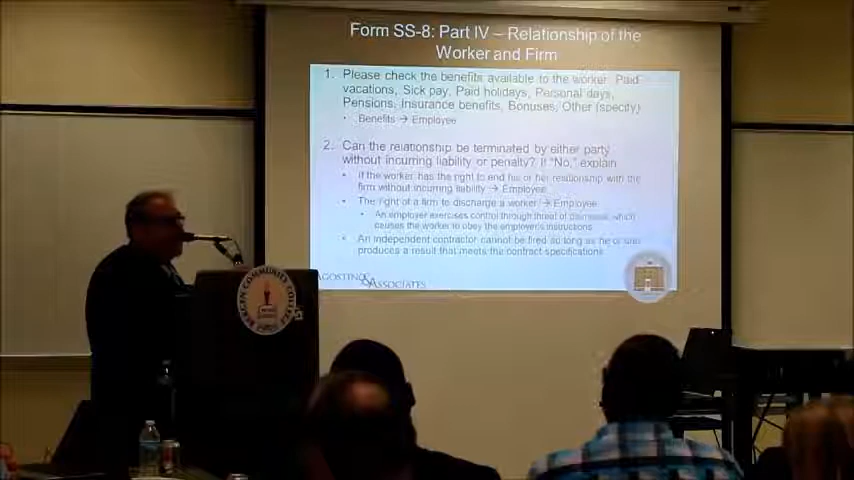 Form SS-8: Part IV – Relationship of the
Worker and Firm
1. Please check the benefits available to the worker: Paid
vacations, Sick pay, Paid holidays, Personal days,
Pensions, Insurance benefits, Bonuses, Other (specify)
• Benefits → Employee
2. Can the relationship be terminated by either party
without incurring liability or penalty? If "No," explain
• If the worker has the right to end his or her relationship with the
firm without incurring liability → Employee
• The right of a firm to discharge a worker → Employee
• An employer exercises control through threat of dismissal, which
causes the worker to obey the employer's instructions.
• An independent contractor cannot be fired so long as he or she
produces a result that meets the contract specifications.
AGOSTINO & ASSOCIATES
BERGEN COMMUNITY COLLEGE